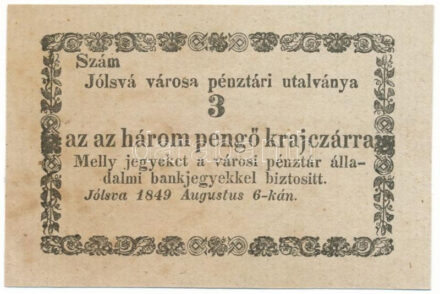 Szám
Jólsvá városa pénztári utalványa
3
az az három pengő krajczárra
Melly jegyeket a városi pénztár álla-
dalmi bankjegyekkel biztositt.
Jólsva 1849 Augustus 6-kán.